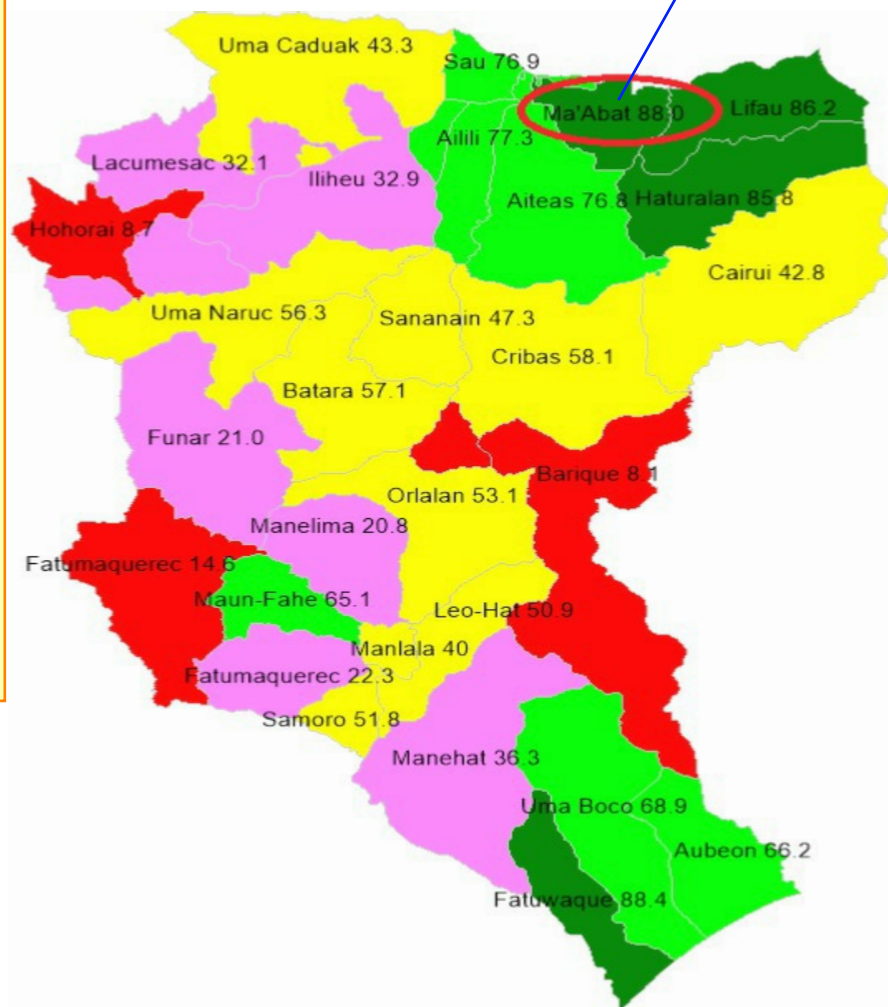 Uma Caduak 43.3
Sau 76.9
Ma'Abat 88.0
Lifau 86.2
Ailili 77.3
Lacumesac 32.1
Iliheu 32.9
Aiteas 76.8
Haturalan 85.8
Hohorai 8.7
Cairui 42.8
Uma Naruc 56.3
Sananain 47.3
Cribas 58.1
Batara 57.1
Funar 21.0
Barique 8.1
Orlalan 53.1
Manelima 20.8
Fatumaquerec 14.6
Maun-Fahe 65.1
Leo-Hat 50.9
Manlala 40
Fatumaquerec 22.3
Samoro 51.8
Manehat 36.3
Uma Boco 68.9
Aubeon 66.2
Fatuwaque 88.4